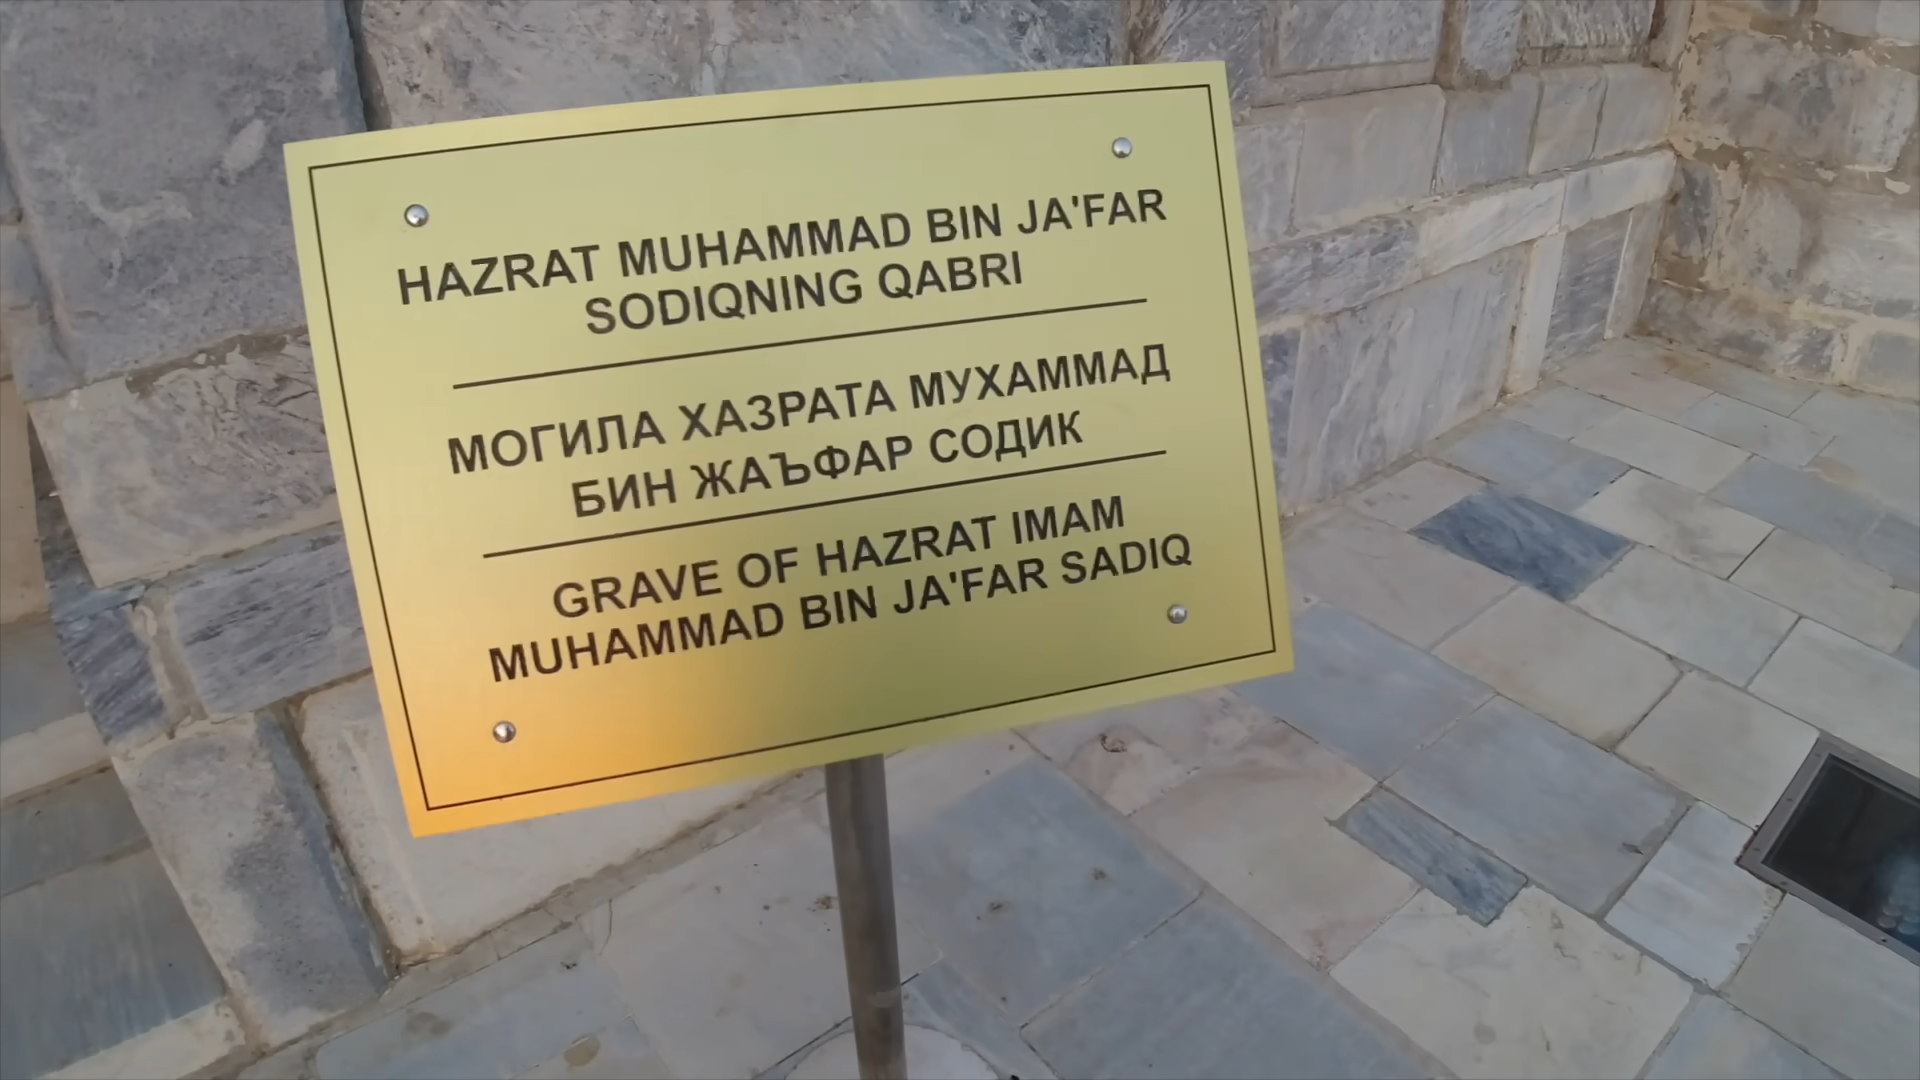 HAZRAT MUHAMMAD BIN JA'FAR
SODIQNING QABRI
МОГИЛА ХАЗРАТА МУХАММАД
БИН ЖАЪФАР СОДИК
GRAVE OF HAZRAT IMAM
MUHAMMAD BIN JA'FAR SADIQ